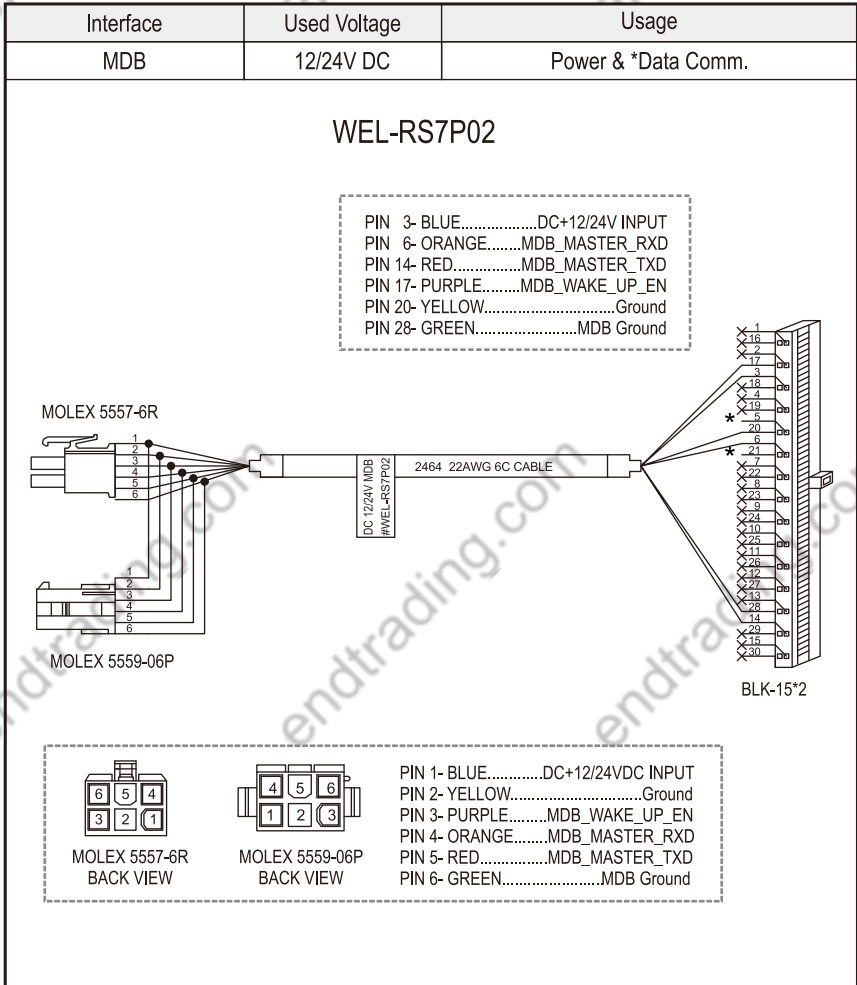 Interface Used Voltage Usage
MDB 12/24V DC Power & *Data Comm.
WEL-RS7P02
PIN 3- BLUE.................DC+12/24V INPUT
PIN 6- ORANGE.......MDB_MASTER_RXD
PIN 14- RED..............MDB_MASTER_TXD
PIN 17- PURPLE........MDB_WAKE_UP_EN
PIN 20- YELLOW............................Ground
PIN 28- GREEN.....................MDB Ground
MOLEX 5557-6R
1
2
3
4
5
6
DC 12/24V MDB
#WEL-RS7P02
2464 22AWG 6C CABLE
1
16
2
17
3
18
4
19
* 5
20
6
* 21
7
22
8
23
9
24
10
25
11
26
12
27
13
28
14
29
15
30
BLK-15*2
1
2
3
4
5
6
MOLEX 5559-06P
6 5 4
3 2 1
MOLEX 5557-6R
BACK VIEW
4 5 6
1 2 3
MOLEX 5559-06P
BACK VIEW
PIN 1- BLUE............DC+12/24VDC INPUT
PIN 2- YELLOW............................Ground
PIN 3- PURPLE.......MDB_WAKE_UP_EN
PIN 4- ORANGE......MDB_MASTER_RXD
PIN 5- RED.............MDB_MASTER_TXD
PIN 6- GREEN.....................MDB Ground
endtrading.com
endtrading.com
endtrading.com